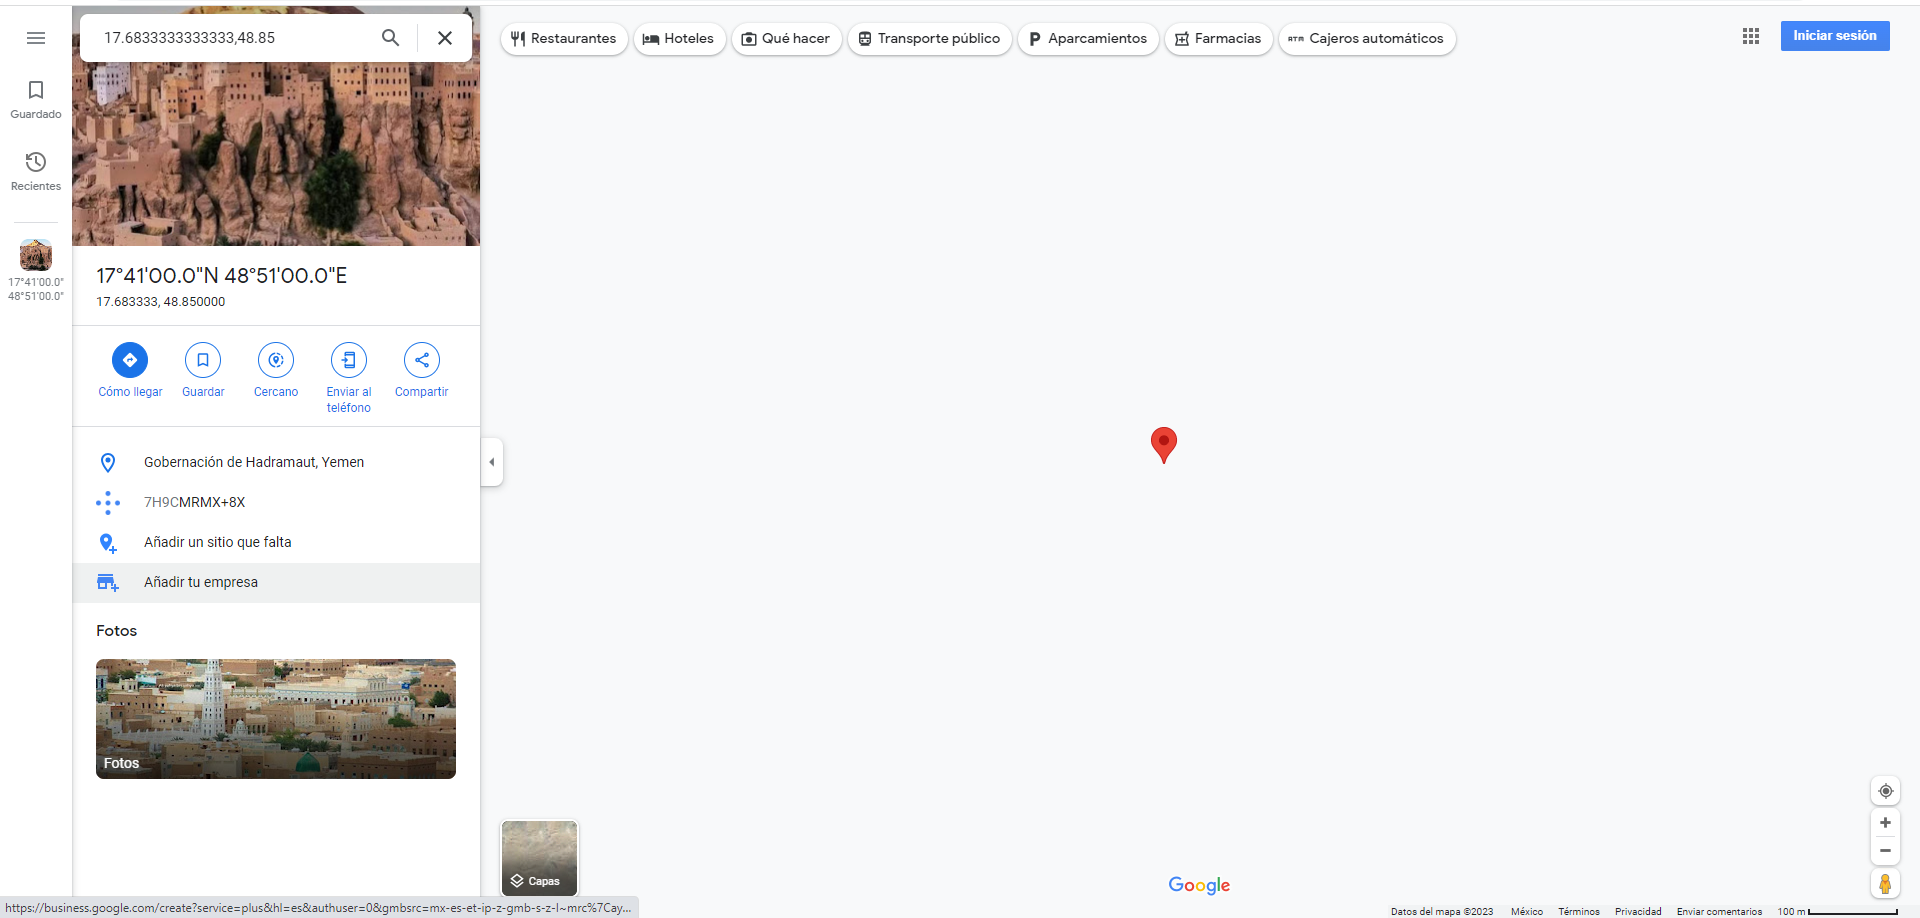 17.6833333333333,48.85
Restaurantes
Hoteles
Qué hacer
Transporte público
Aparcamientos
Farmacias
ATM Cajeros automáticos
Iniciar sesión
Guardado
Recientes
17°41'00.0"
48°51'00.0"
17°41'00.0"N 48°51'00.0"E
17.683333, 48.850000
Cómo llegar
Guardar
Cercano
Enviar al
teléfono
Compartir
Gobernación de Hadramaut, Yemen
7H9CMRMX+8X
Añadir un sitio que falta
Añadir tu empresa
Fotos
Fotos
Capas
Google
https://business.google.com/create?service=plus&hl=es&authuser=0&gmbsrc=mx-es-et-ip-z-gmb-s-z-l~mrc%7Cay...
Datos del mapa ©2023 México Términos Privacidad Enviar comentarios 100 m